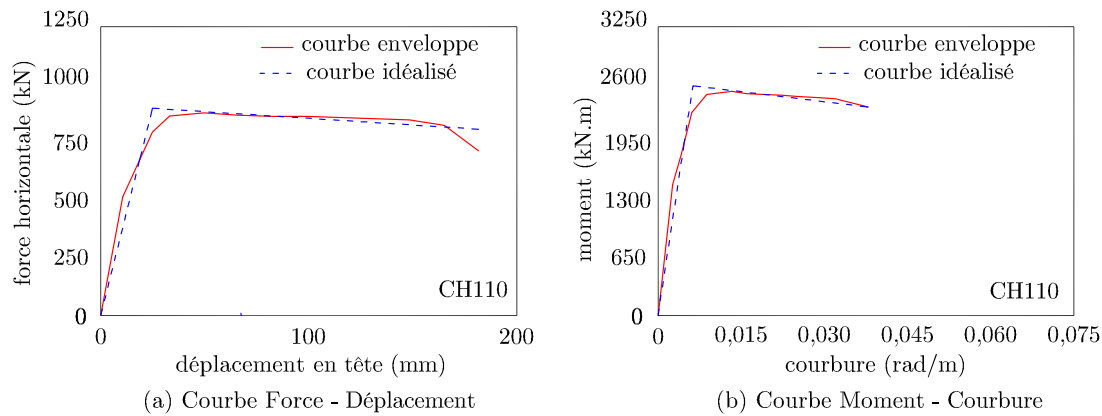 1250
1000
750
500
250
0
force horizontale (kN)
courbe enveloppe
courbe idéalisé
CH110
0
100
200
déplacement en tête (mm)
(a) Courbe Force - Déplacement
3250
2600
1950
1300
650
0
moment (kN.m)
courbe enveloppe
courbe idéalisé
CH110
0
0,015
0,030
0,045
0,060
0,075
courbure (rad/m)
(b) Courbe Moment - Courbure